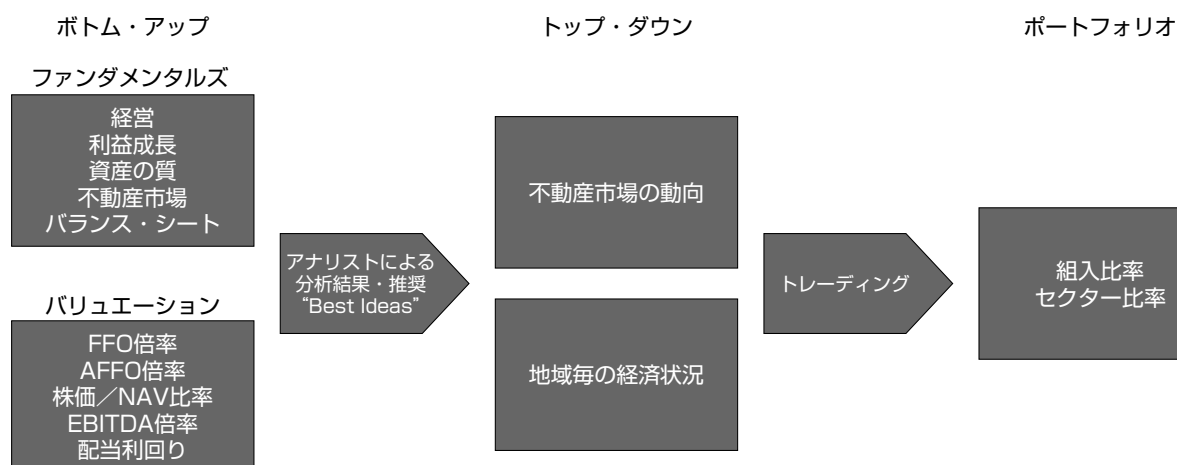 ボトム・アップ
トップ・ダウン
ポートフォリオ
ファンダメンタルズ
経営
利益成長
資産の質
不動産市場
バランス・シート
バリュエーション
FFO倍率
AFFO倍率
株価／NAV比率
EBITDA倍率
配当利回り
アナリストによる
分析結果・推奨
“Best Ideas”
不動産市場の動向
地域毎の経済状況
トレーディング
組入比率
セクター比率